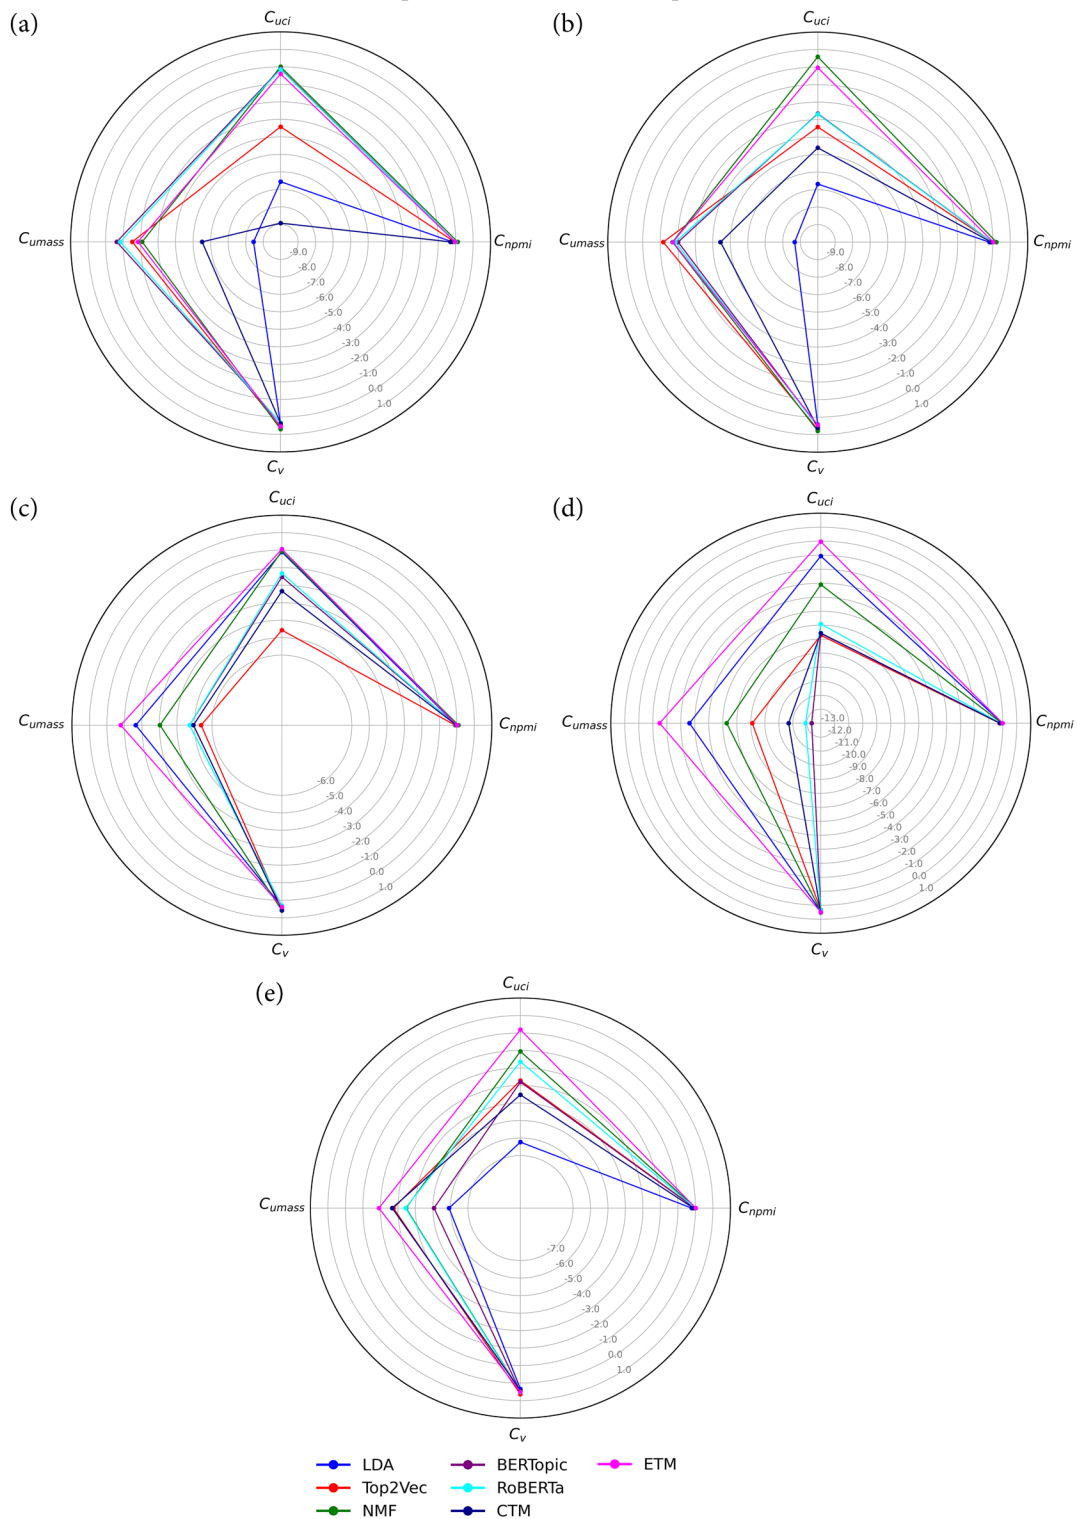 (a)
C_uci
C_umass
C_npmi
-9.0
-8.0
-7.0
-6.0
-5.0
-4.0
-3.0
-2.0
-1.0
0.0
1.0
C_v
(b)
C_uci
C_umass
C_npmi
-9.0
-8.0
-7.0
-6.0
-5.0
-4.0
-3.0
-2.0
-1.0
0.0
1.0
C_v
(c)
C_uci
C_umass
C_npmi
-6.0
-5.0
-4.0
-3.0
-2.0
-1.0
0.0
1.0
C_v
(d)
C_uci
C_umass
C_npmi
-13.0
-12.0
-11.0
-10.0
-9.0
-8.0
-7.0
-6.0
-5.0
-4.0
-3.0
-2.0
-1.0
0.0
1.0
C_v
(e)
C_uci
C_umass
C_npmi
-7.0
-6.0
-5.0
-4.0
-3.0
-2.0
-1.0
0.0
1.0
C_v
LDA
Top2Vec
NMF
BERTopic
RoBERTa
CTM
ETM